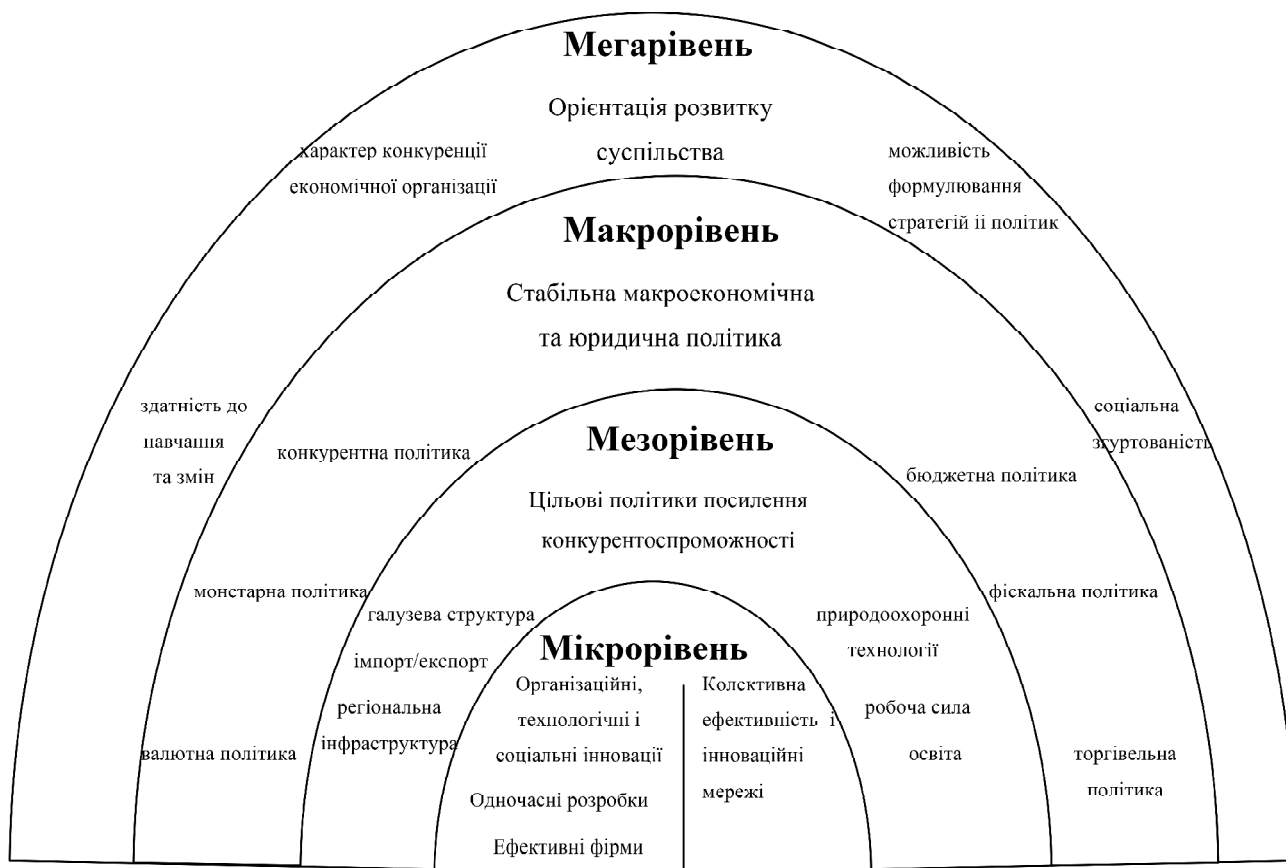 Мегарівень
Орієнтація розвитку
суспільства
характер конкуренції
економічної організації
можливість
формулювання
стратегій іі політик
Макрорівень
Стабільна макроекономічна
та юридична політика
здатність до
навчання
та змін
соціальна
згуртованість
конкурентна політика
бюджетна політика
монетарна політика
фіскальна політика
валютна політика
торгівельна
політика
Мезорівень
Цільові політики посилення
конкурентоспроможності
галузева структура
імпорт/експорт
регіональна
інфраструктура
природоохоронні
технології
робоча сила
освіта
Мікрорівень
Організаційні,
технологічні і
соціальні інновації
Одночасні розробки
Ефективні фірми
Колективна
ефективність і
інноваційні
мережі